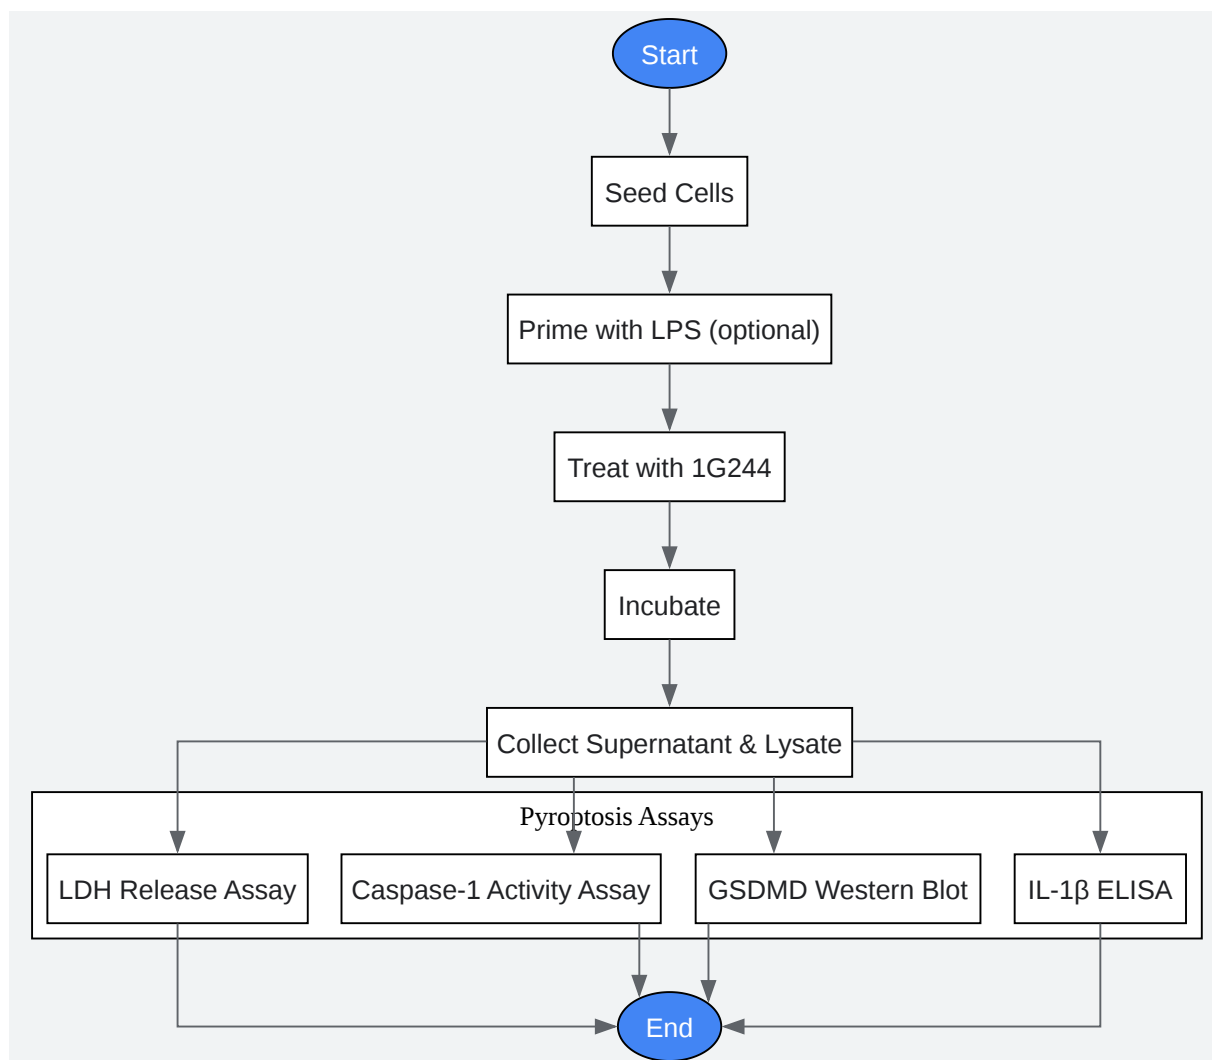 Start
Seed Cells
Prime with LPS (optional)
Treat with 1G244
Incubate
Collect Supernatant & Lysate
Pyroptosis Assays
LDH Release Assay
Caspase-1 Activity Assay
GSDMD Western Blot
IL-1β ELISA
End